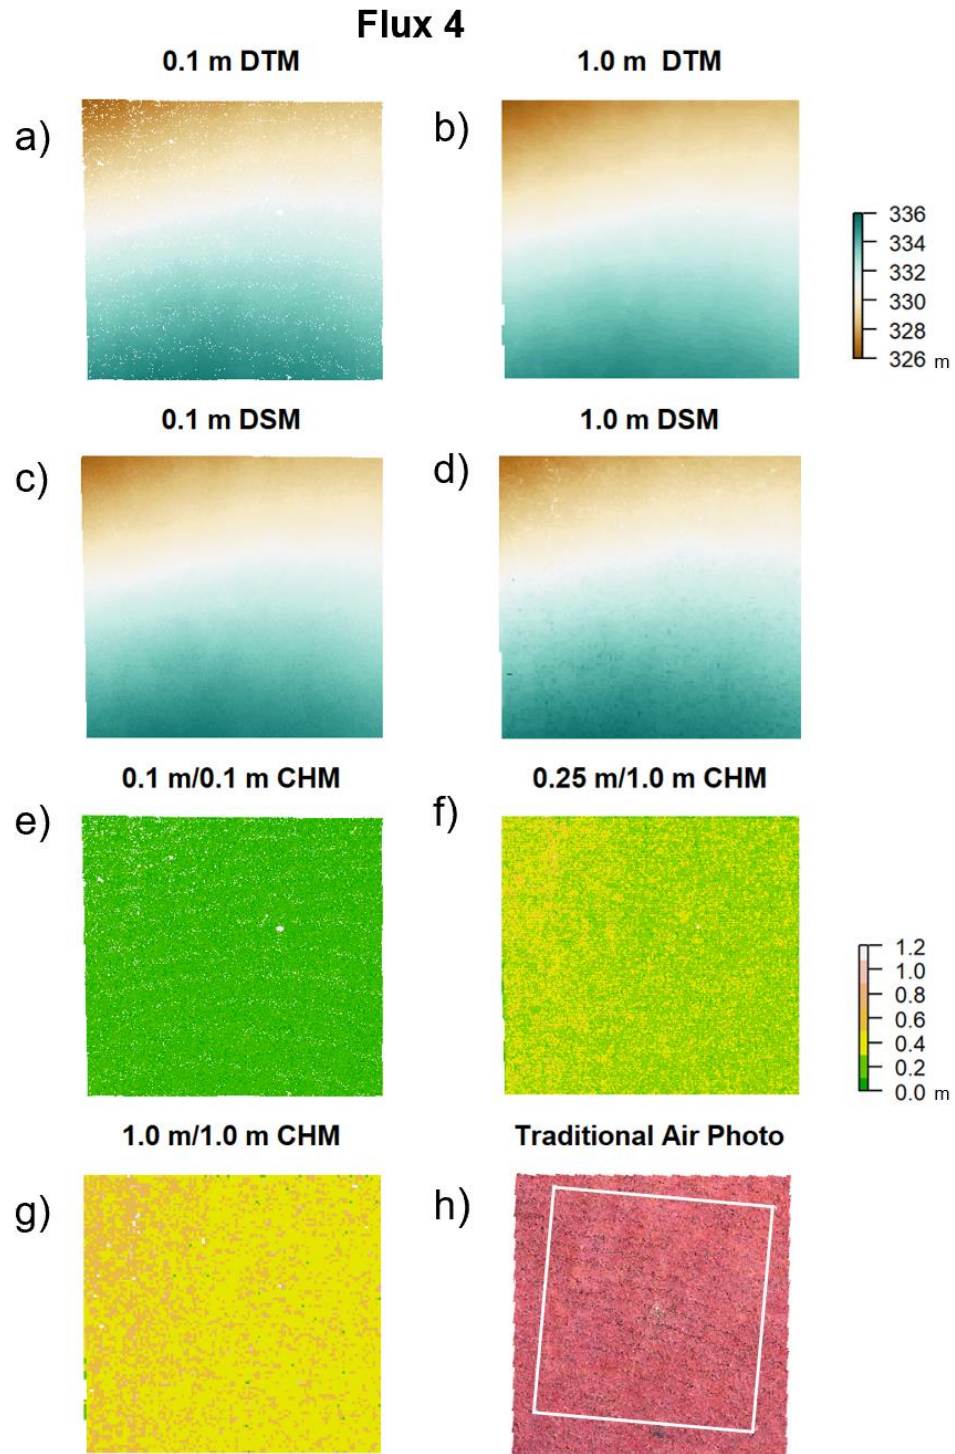 Flux 4
0.1 m DTM
1.0 m DTM
a)
b)
336
334
332
330
328
326 m
0.1 m DSM
1.0 m DSM
c)
d)
0.1 m/0.1 m CHM
0.25 m/1.0 m CHM
e)
f)
1.2
1.0
0.8
0.6
0.4
0.2
0.0 m
1.0 m/1.0 m CHM
Traditional Air Photo
g)
h)